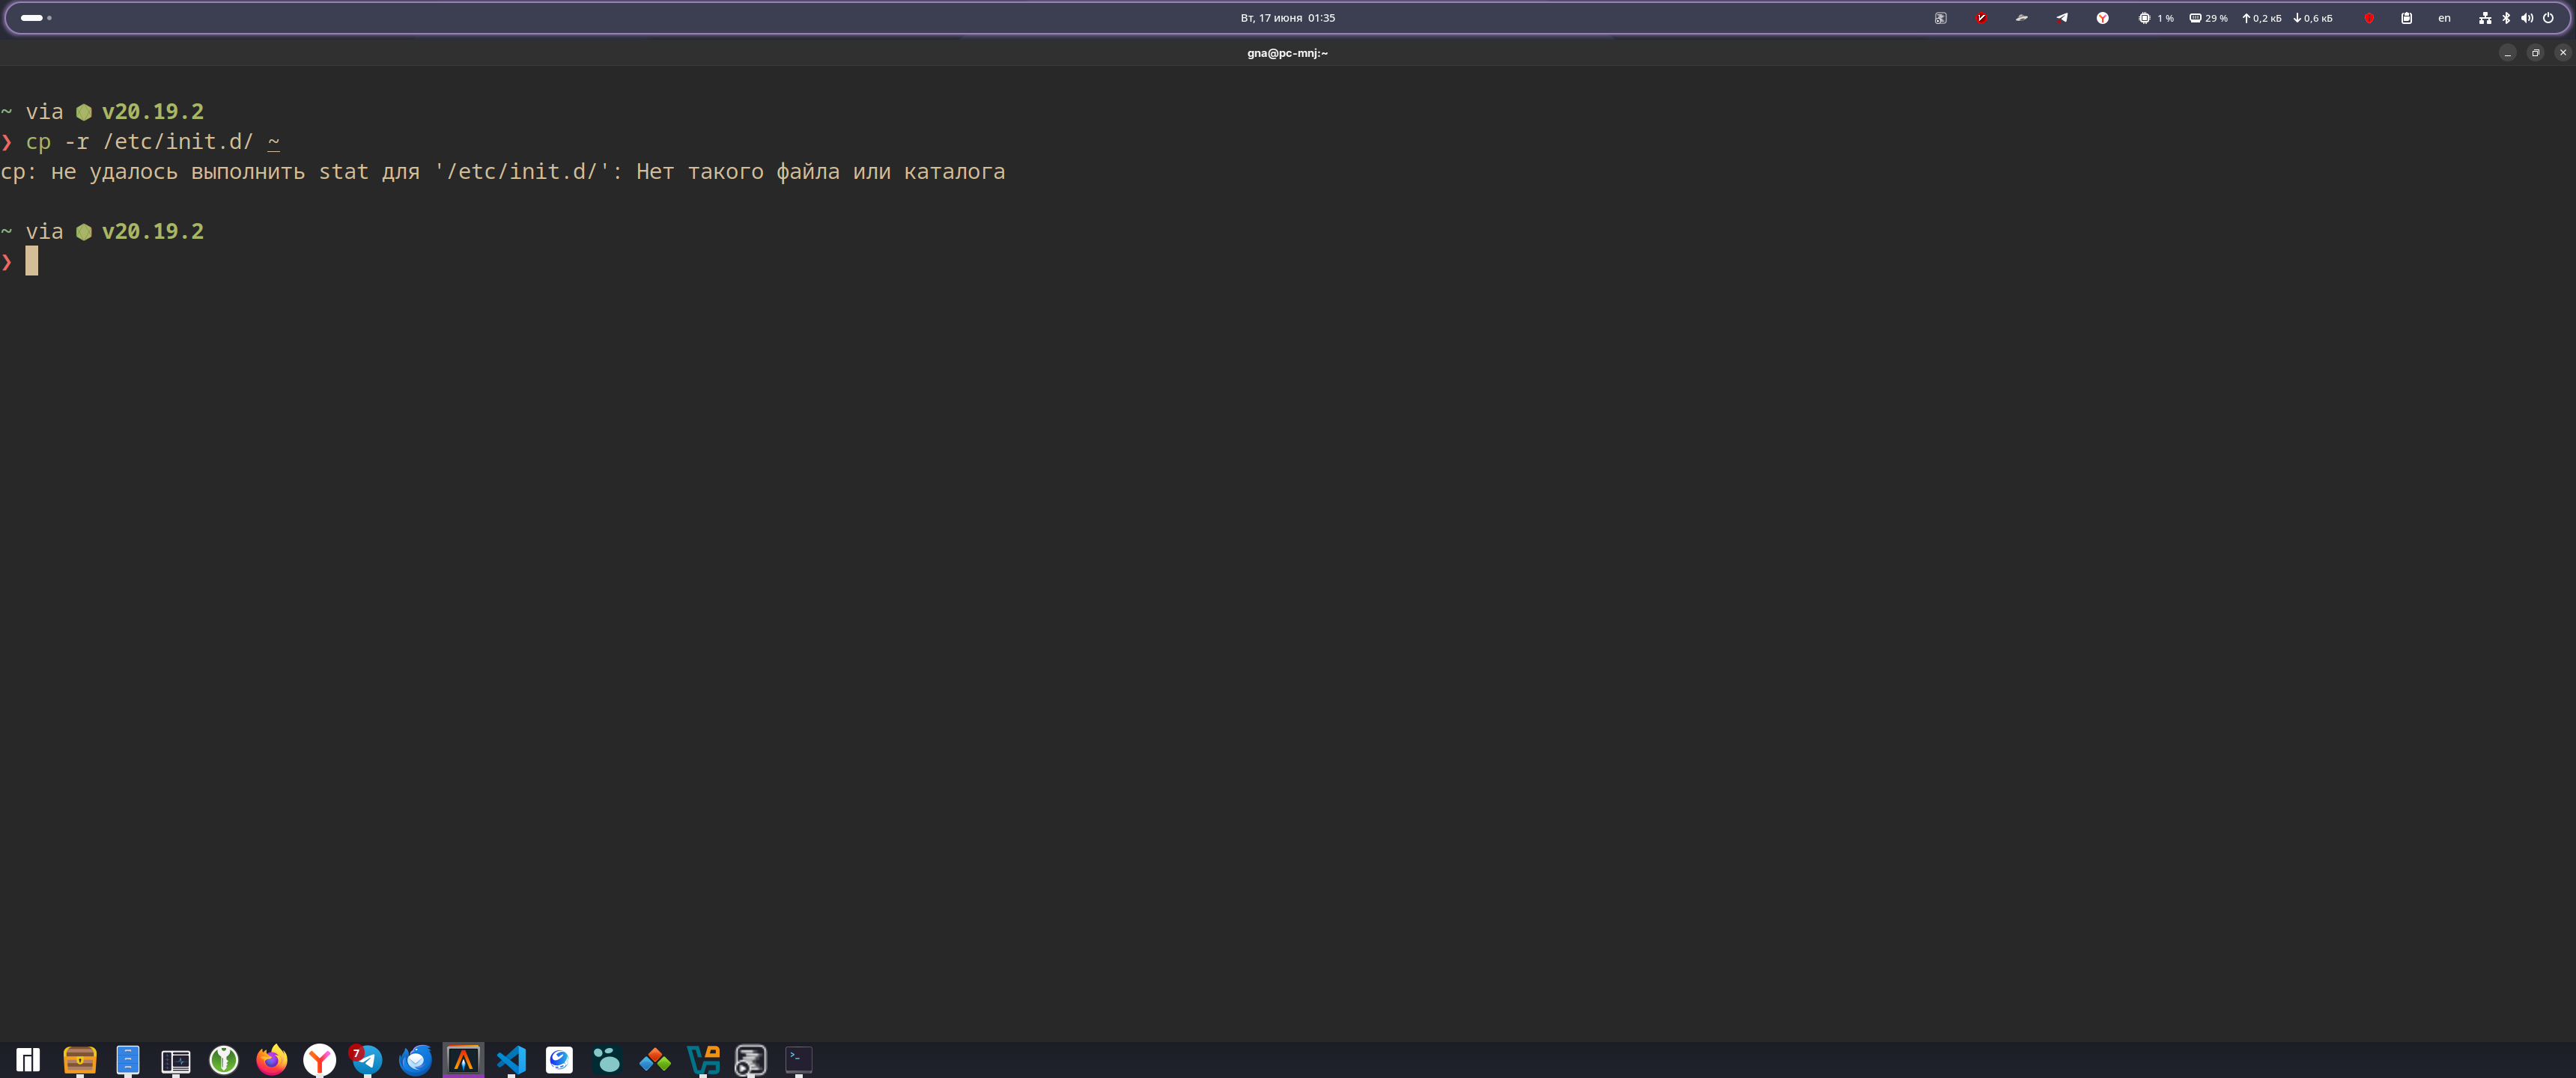 Вт, 17 июня 01:35
1 %
29 %
0,2 кБ
0,6 кБ
en
gna@pc-mnj:~
~ via v20.19.2
❯ cp -r /etc/init.d/ ~
cp: не удалось выполнить stat для '/etc/init.d/': Нет такого файла или каталога
~ via v20.19.2
❯
7